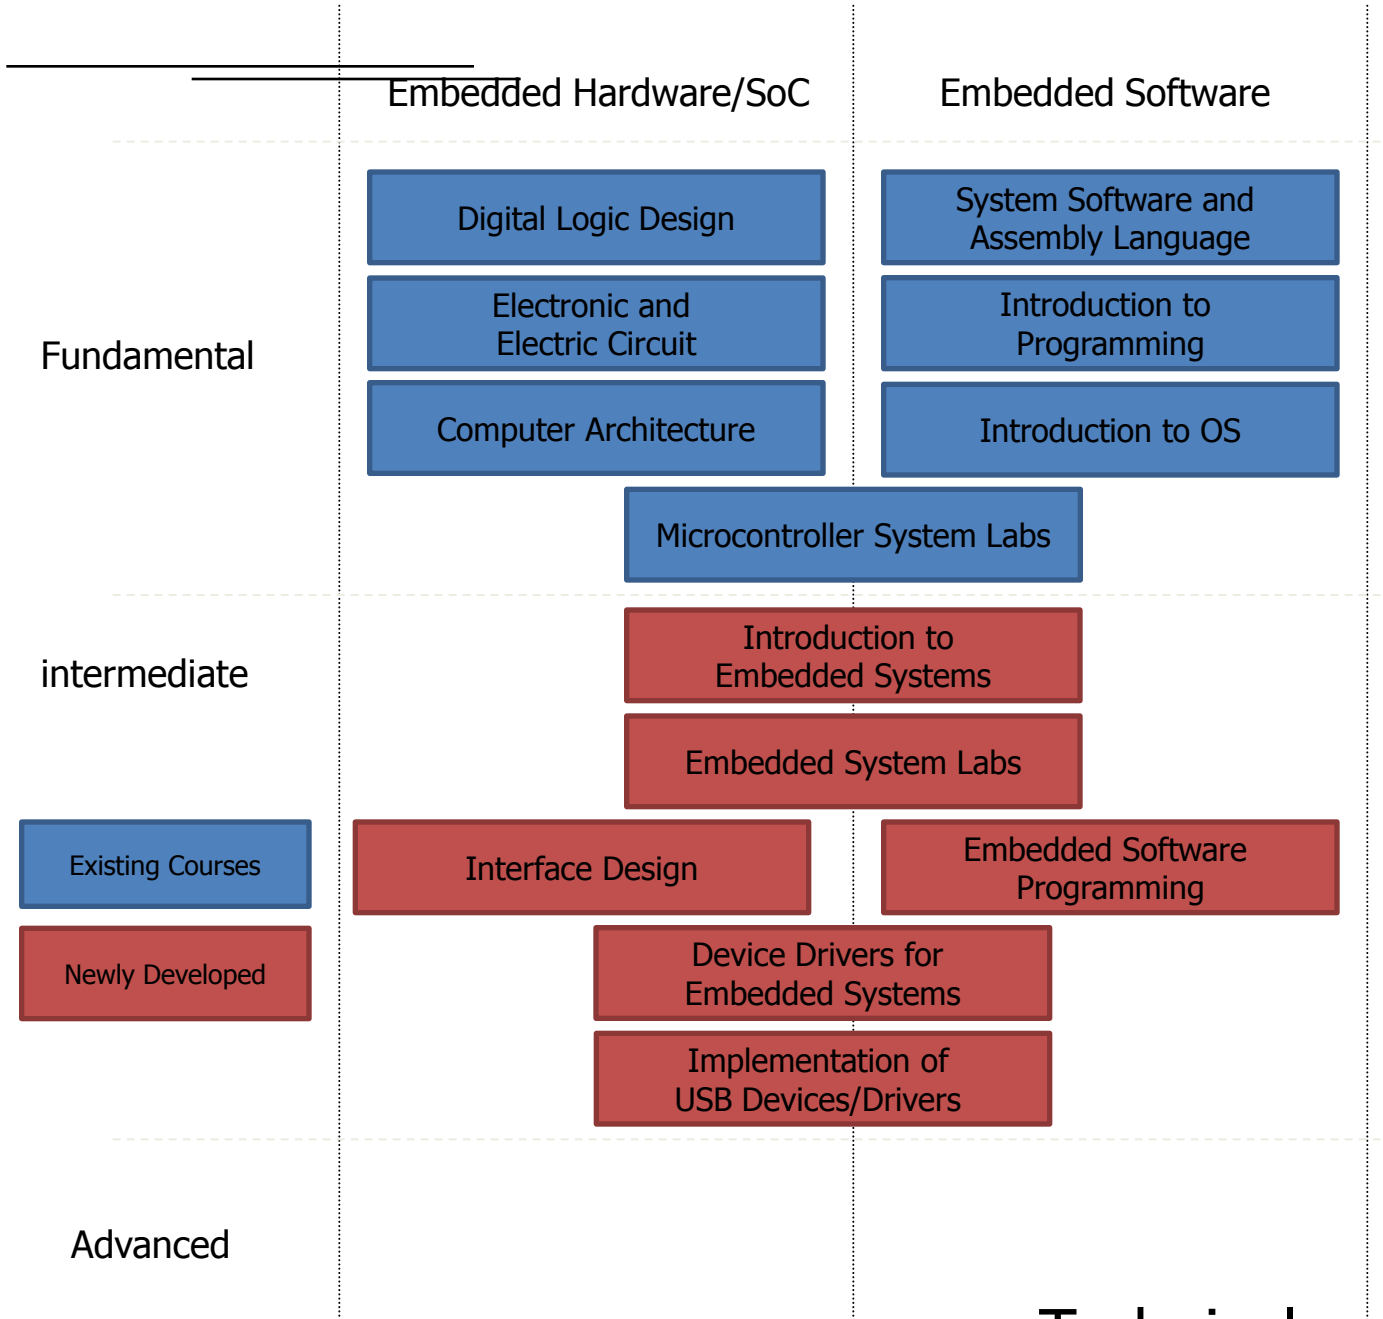 Embedded Hardware/SoC
Embedded Software
Fundamental
Digital Logic Design
System Software and
Assembly Language
Electronic and
Electric Circuit
Introduction to
Programming
Computer Architecture
Introduction to OS
Microcontroller System Labs
intermediate
Introduction to
Embedded Systems
Embedded System Labs
Existing Courses
Interface Design
Embedded Software
Programming
Newly Developed
Device Drivers for
Embedded Systems
Implementation of
USB Devices/Drivers
Advanced